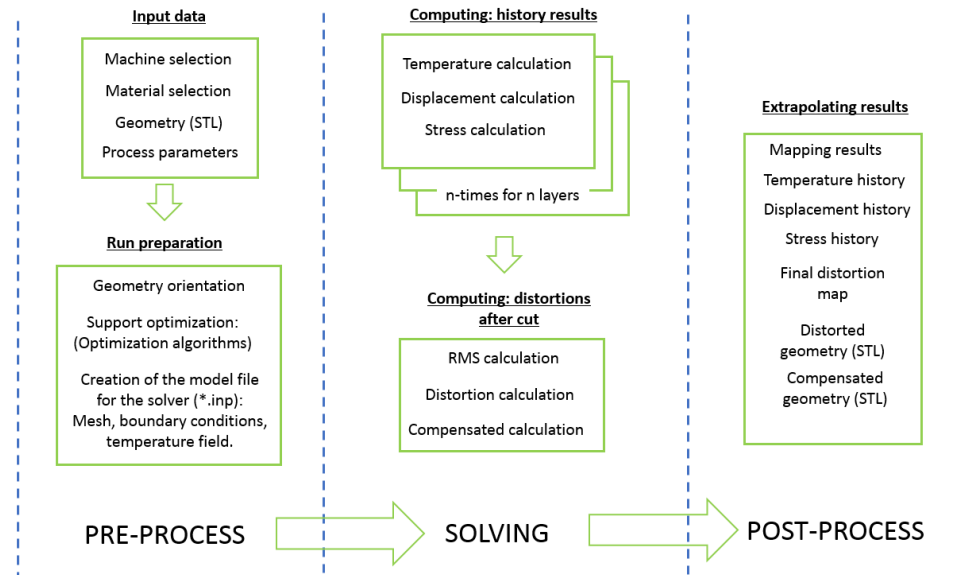 Input data
Machine selection
Material selection
Geometry (STL)
Process parameters
Run preparation
Geometry orientation
Support optimization:
(Optimization algorithms)
Creation of the model file
for the solver (*.inp):
Mesh, boundary conditions,
temperature field.
PRE-PROCESS
Computing: history results
Temperature calculation
Displacement calculation
Stress calculation
n-times for n layers
Computing: distortions
after cut
RMS calculation
Distortion calculation
Compensated calculation
SOLVING
Extrapolating results
Mapping results
Temperature history
Displacement history
Stress history
Final distortion
map
Distorted
geometry (STL)
Compensated
geometry (STL)
POST-PROCESS